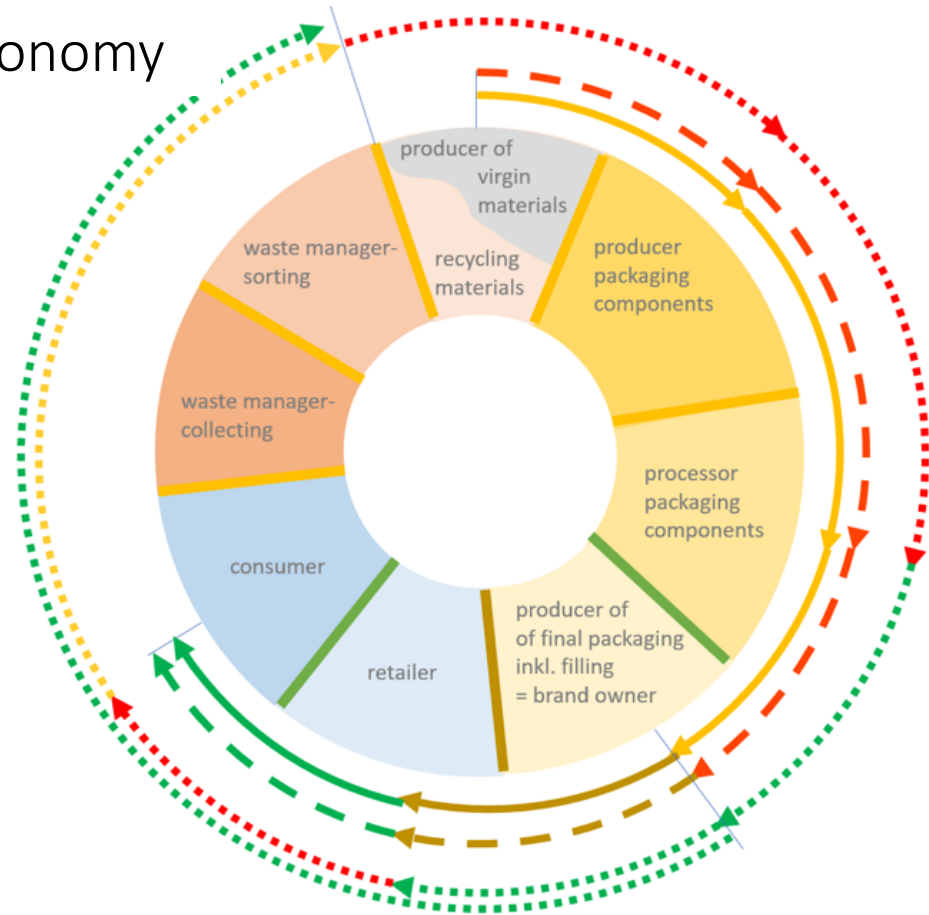 onomy
producer of
virgin
materials
recycling
materials
producer
packaging
components
processor
packaging
components
producer of
of final packaging
inkl. filling
= brand owner
retailer
consumer
waste manager-
collecting
waste manager-
sorting